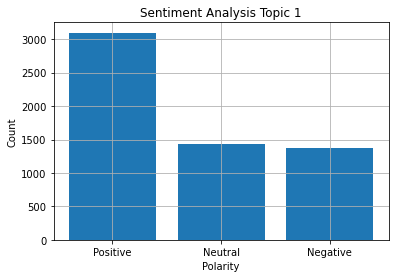 Sentiment Analysis Topic 1
3000
2500
2000
1500
1000
500
0
Count
Positive Neutral Negative
Polarity